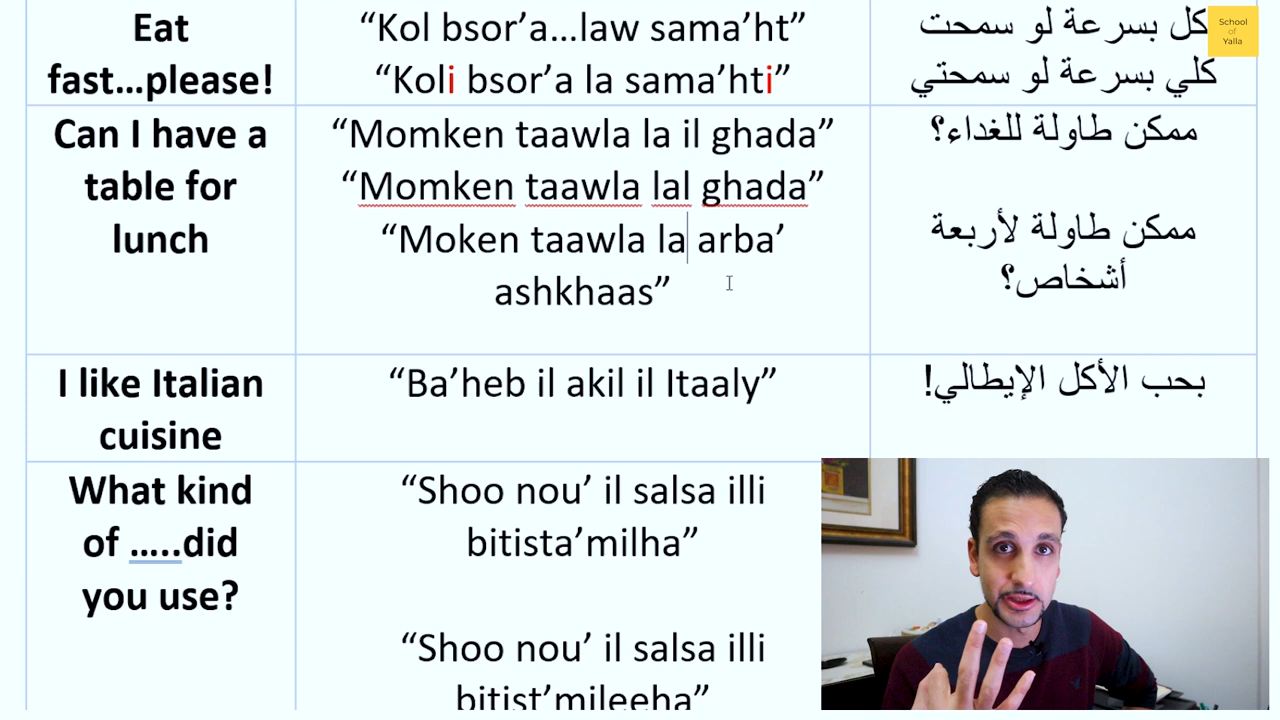 Eat
fast…please!
“Kol bsor’a…law sama’ht”
“Koli bsor’a la sama’hti”
كل بسرعة لو سمحت
كلي بسرعة لو سمحتي
School
of
Yalla
Can I have a
table for
lunch
“Momken taawla la il ghada”
“Momken taawla lal ghada”
“Moken taawla la arba’
ashkhaas”
ممكن طاولة للغداء؟
ممكن طاولة لأربعة
أشخاص؟
I like Italian
cuisine
“Ba’heb il akil il Itaaly”
بحب الأكل الإيطالي!
What kind
of …..did
you use?
“Shoo nou’ il salsa illi
bitista’milha”
“Shoo nou’ il salsa illi
bitist’mileeha”